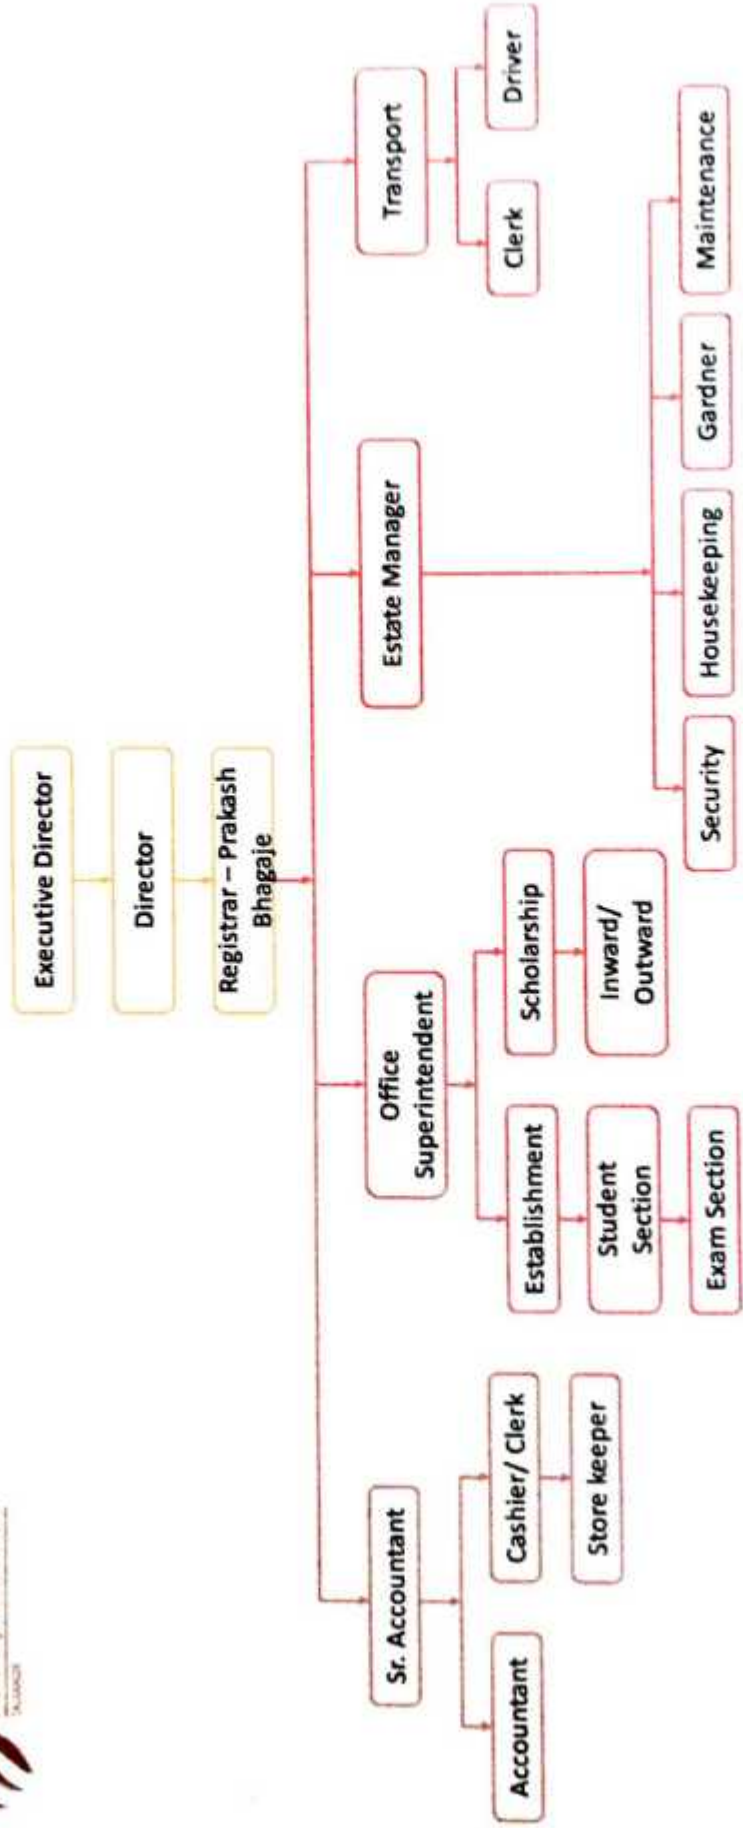 Executive Director
Director
Registrar – Prakash
Bhagaje
Sr. Accountant
Office
Superintendent
Estate Manager
Transport
Accountant
Cashier/ Clerk
Store keeper
Establishment
Scholarship
Student
Section
Inward/
Outward
Exam Section
Clerk
Driver
Security
Housekeeping
Gardner
Maintenance